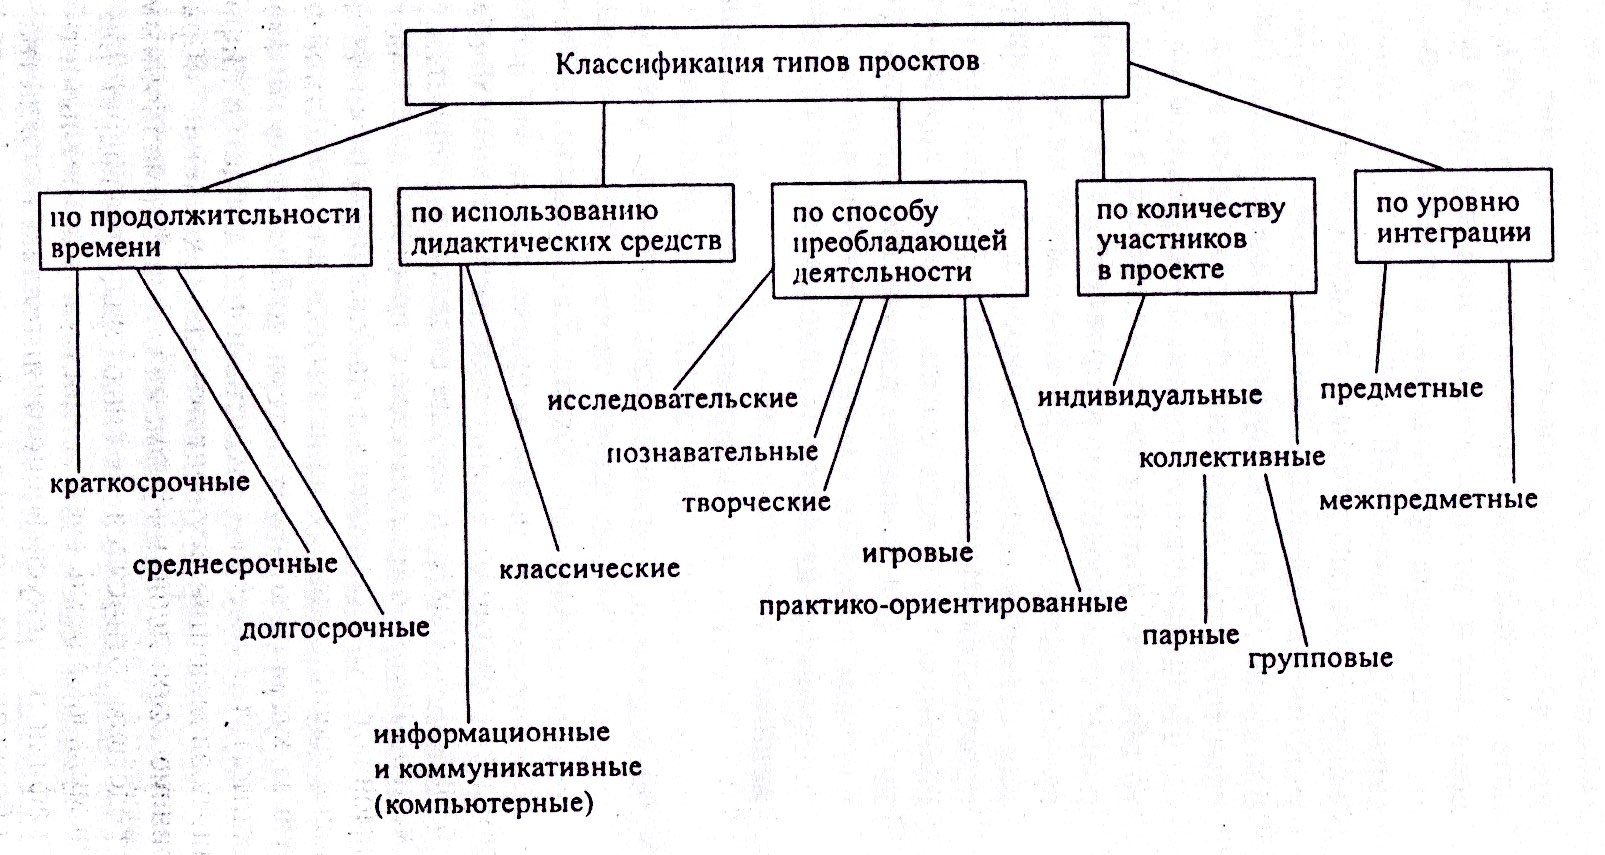 Классификация типов проектов
по продолжительности
времени
по использованию
дидактических средств
по способу
преобладающей
деятельности
по количеству
участников
в проекте
по уровню
интеграции
краткосрочные
среднесрочные
долгосрочные
классические
информационные
и коммуникативные
(компьютерные)
исследовательские
познавательные
творческие
игровые
практико-ориентированные
индивидуальные
коллективные
парные
групповые
предметные
межпредметные